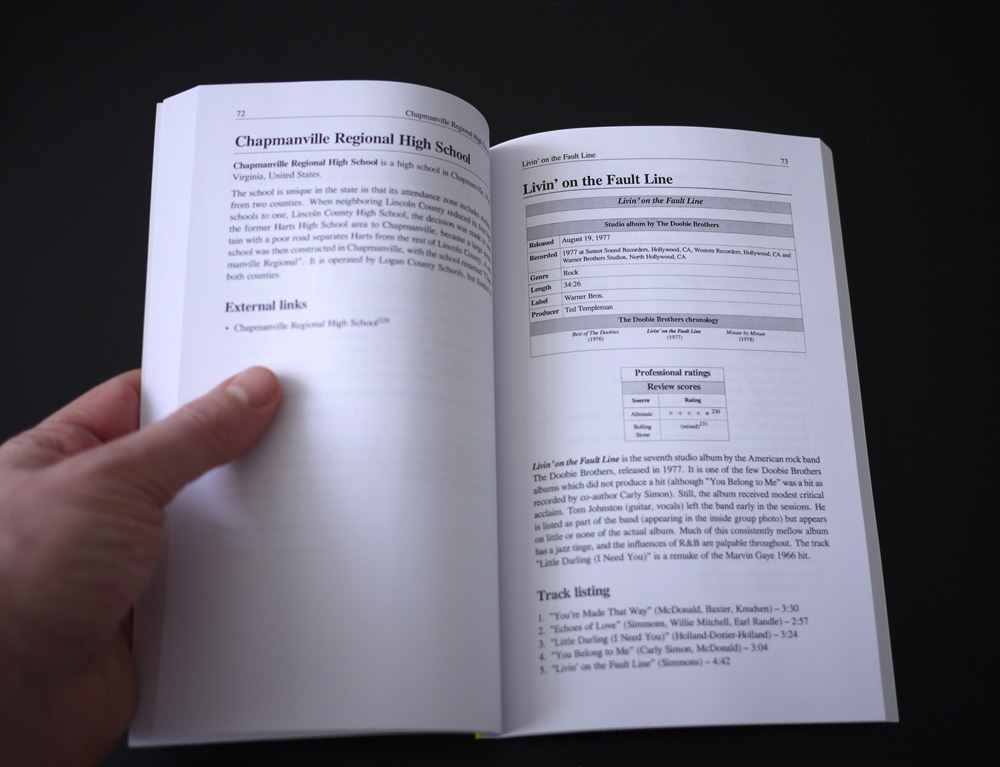 72
Chapmanville Regional High
Chapmanville Regional High School
Chapmanville Regional High School is a high school in Chapmanville,
Virginia, United States.
The school is unique in the state in that its attendance zone includes
from two counties. When neighboring Lincoln County reduced its
schools to one, Lincoln County High School, the decision was made to
the former Harts High School area to Chapmanville, because a large
tain with a poor road separates Harts from the rest of Lincoln County
school was then constructed in Chapmanville, with the school renamed
manville Regional". It is operated by Logan County Schools, but
both counties.
External links
• Chapmanville Regional High School
Livin' on the Fault Line
73
Livin' on the Fault Line
Livin' on the Fault Line
Studio album by The Doobie Brothers
Released August 19, 1977
Recorded 1977 at Sunset Sound Recorders, Hollywood, CA, Western Recorders, Hollywood, CA and
Warner Brothers Studios, North Hollywood, CA
Genre Rock
Length 34:26
Label Warner Bros.
Producer Ted Templeman
The Doobie Brothers chronology
Best of The Doobies Livin' on the Fault Line Minute by Minute
(1976) (1977) (1978)
Professional ratings
Review scores
Source Rating
Allmusic ★ ★ ★ ★ ★ 230
Rolling (mixed)231
Stone
Livin' on the Fault Line is the seventh studio album by the American rock band
The Doobie Brothers, released in 1977. It is one of the few Doobie Brothers
albums which did not produce a hit (although "You Belong to Me" was a hit as
recorded by co-author Carly Simon). Still, the album received modest critical
acclaim. Tom Johnston (guitar, vocals) left the band early in the sessions. He
is listed as part of the band (appearing in the inside group photo) but appears
on little or none of the actual album. Much of this consistently mellow album
has a jazz tinge, and the influences of R&B are palpable throughout. The track
"Little Darling (I Need You)" is a remake of the Marvin Gaye 1966 hit.
Track listing
1. "You're Made That Way" (McDonald, Baxter, Knudsen) – 3:30
2. "Echoes of Love" (Simmons, Willie Mitchell, Earl Randle) – 2:57
3. "Little Darling (I Need You)" (Holland-Dozier-Holland) – 3:24
4. "You Belong to Me" (Carly Simon, McDonald) – 3:04
5. "Livin' on the Fault Line" (Simmons) – 4:42